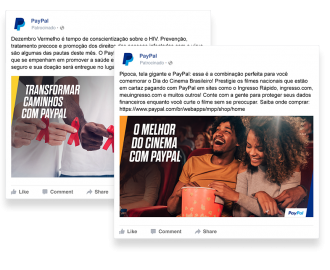 PayPal
Patrocinado
Dezembro Vermelho é tempo de conscientização sobre o HIV. Prevenção,
tratamento precoce e promoção dos direitos
são algumas das pautas deste mês. O Pay
que se empenham em promover a saúde e
seguro e sua doação será entregue no lug
TRANSFORMAR
CAMINHOS
COM PAYPAL
Like Comment Share
PayPal
Patrocinado
Pipoca, tela gigante e PayPal: essa é a combinação perfeita para você
comemorar o Dia do Cinema Brasileiro! Prestigie os filmes nacionais que estão
em cartaz pagando com PayPal em sites como o Ingresso Rápido, ingresso.com,
meuingresso.com e muitos outros! Conte com a gente para proteger seus dados
financeiros enquanto você curte o filme sem se preocupar. Saiba onde comprar:
https://www.paypal.com/br/webapps/mpp/shop/home
O MELHOR
DO CINEMA
COM PAYPAL
PayPal
Like Comment Share